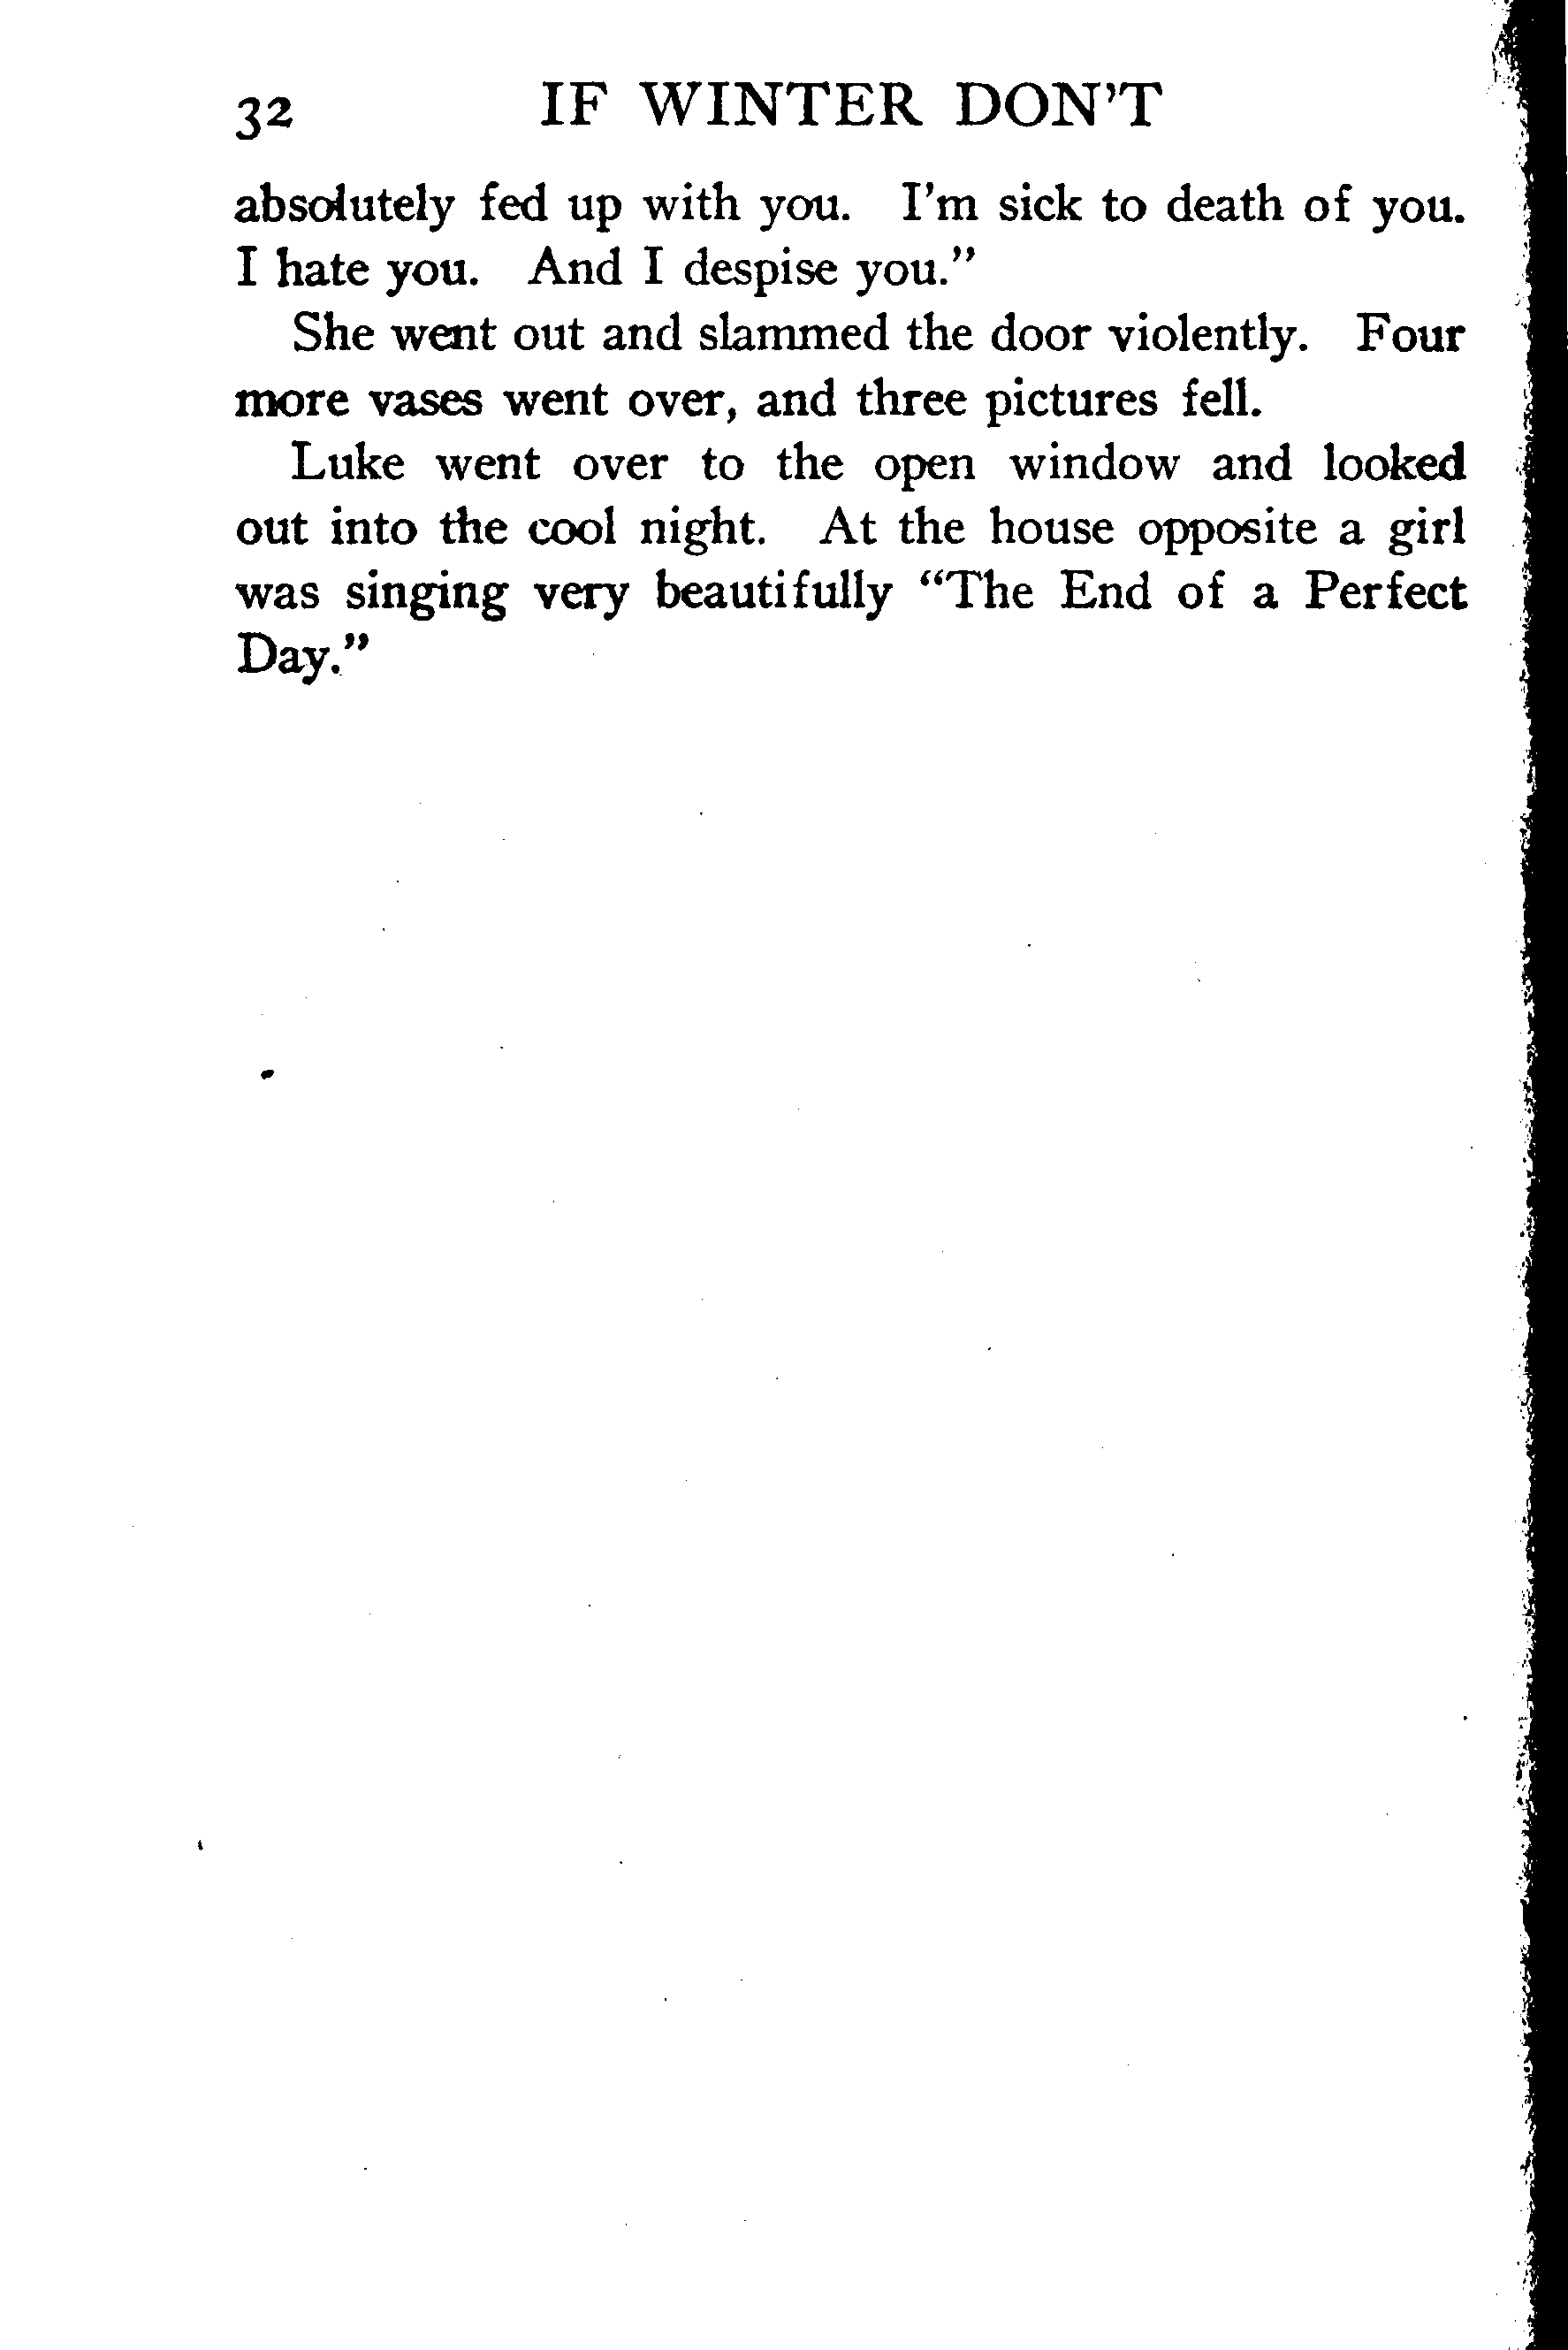 32 IF WINTER DON'T
absolutely fed up with you. I'm sick to death of you.
I hate you. And I despise you."
She went out and slammed the door violently. Four
more vases went over, and three pictures fell.
Luke went over to the open window and looked
out into the cool night. At the house opposite a girl
was singing very beautifully "The End of a Perfect
Day."